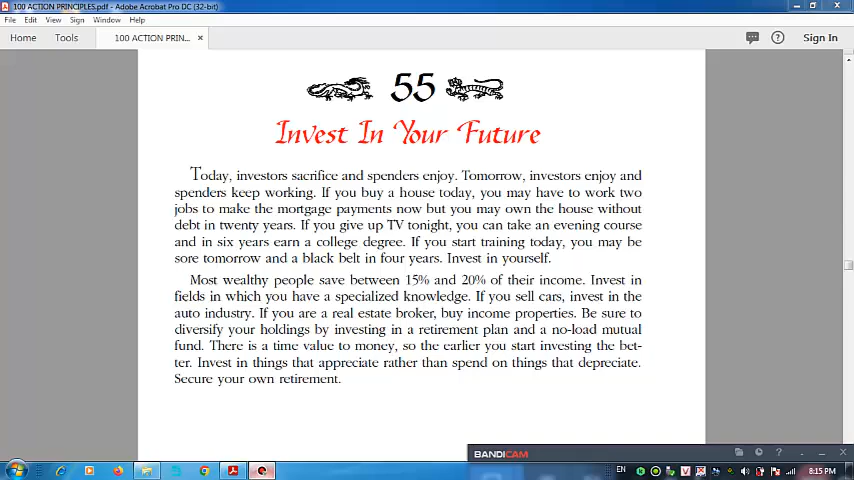 100 ACTION PRINCIPLES.pdf - Adobe Acrobat Pro DC (32-bit)
File Edit View Sign Window Help
Home Tools 100 ACTION PRIN... × Sign In
55
Invest In Your Future
Today, investors sacrifice and spenders enjoy. Tomorrow, investors enjoy and
spenders keep working. If you buy a house today, you may have to work two
jobs to make the mortgage payments now but you may own the house without
debt in twenty years. If you give up TV tonight, you can take an evening course
and in six years earn a college degree. If you start training today, you may be
sore tomorrow and a black belt in four years. Invest in yourself.
Most wealthy people save between 15% and 20% of their income. Invest in
fields in which you have a specialized knowledge. If you sell cars, invest in the
auto industry. If you are a real estate broker, buy income properties. Be sure to
diversify your holdings by investing in a retirement plan and a no-load mutual
fund. There is a time value to money, so the earlier you start investing the bet-
ter. Invest in things that appreciate rather than spend on things that depreciate.
Secure your own retirement.
BANDICAM
EN 8:15 PM